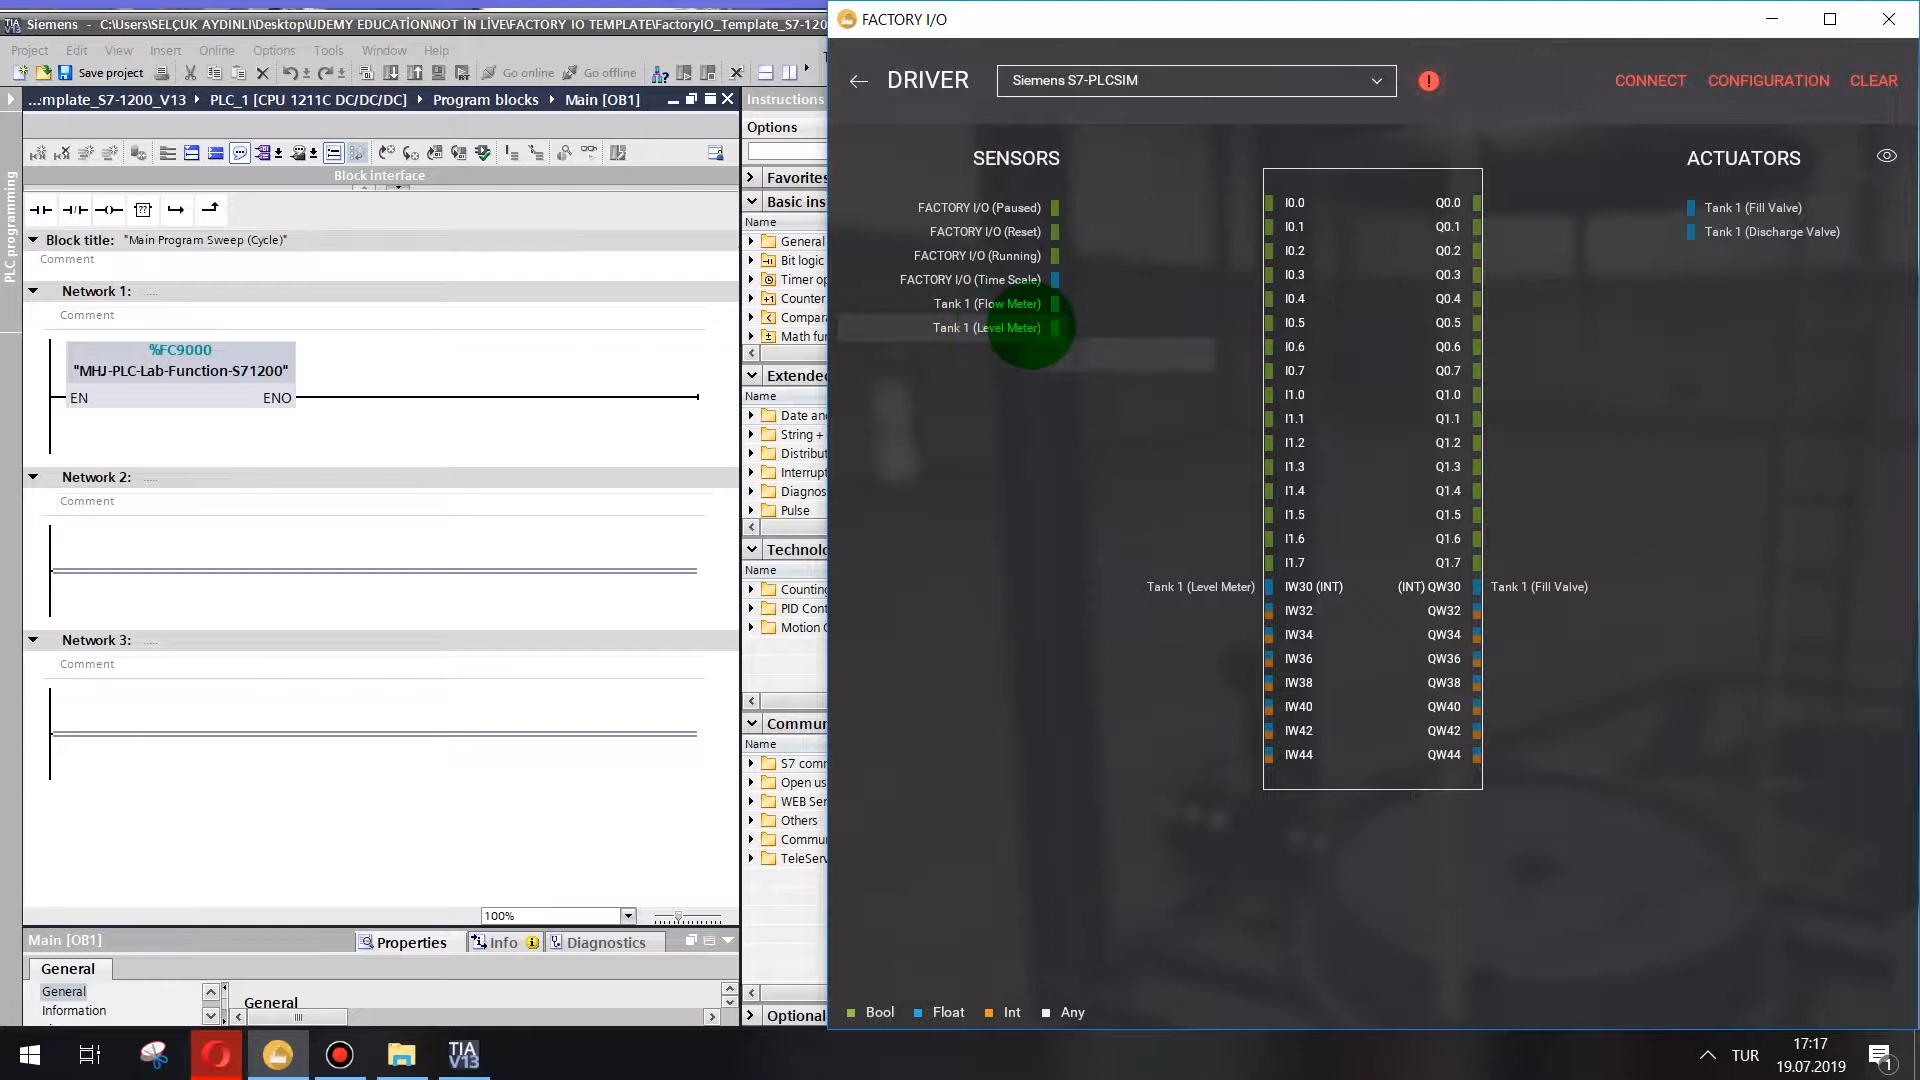 Siemens - C:\Users\SELÇUK AYDINLI\Desktop\UDEMY EDUCATION\NOT İN LİVE\FACTORY IO TEMPLATE\FactoryIO_Template_S7-120
Project Edit View Insert Online Options Tools Window Help
Save project
Go online
Go offline
...mplate_S7-1200_V13 PLC_1 [CPU 1211C DC/DC/DC] Program blocks Main [OB1]
PLC programming
Block interface
Block title: "Main Program Sweep (Cycle)"
Comment
Network 1: .....
Comment
%FC9000
"MHJ-PLC-Lab-Function-S71200"
EN ENO
Network 2: .....
Comment
Network 3: .....
Comment
100%
Main [OB1]
Properties
Info
Diagnostics
General
General
Information
General
Instructions
Options
Favorites
Basic ins
Name
General
Bit logic
Timer op
Counter
Compara
Math fun
Extended
Name
Date and
String +
Distribut
Interrupt
Diagnos
Pulse
Technolo
Name
Counting
PID Cont
Motion C
Commun
Name
S7 comm
Open us
WEB Ser
Others
Commun
TeleServ
Optional
FACTORY I/O
DRIVER
Siemens S7-PLCSIM
!
CONNECT
CONFIGURATION
CLEAR
SENSORS
FACTORY I/O (Paused)
FACTORY I/O (Reset)
FACTORY I/O (Running)
FACTORY I/O (Time Scale)
Tank 1 (Flow Meter)
Tank 1 (Level Meter)
I0.0 Q0.0
I0.1 Q0.1
I0.2 Q0.2
I0.3 Q0.3
I0.4 Q0.4
I0.5 Q0.5
I0.6 Q0.6
I0.7 Q0.7
I1.0 Q1.0
I1.1 Q1.1
I1.2 Q1.2
I1.3 Q1.3
I1.4 Q1.4
I1.5 Q1.5
I1.6 Q1.6
I1.7 Q1.7
Tank 1 (Level Meter) IW30 (INT) (INT) QW30 Tank 1 (Fill Valve)
IW32 QW32
IW34 QW34
IW36 QW36
IW38 QW38
IW40 QW40
IW42 QW42
IW44 QW44
ACTUATORS
Tank 1 (Fill Valve)
Tank 1 (Discharge Valve)
Bool Float Int Any
TIA V13
TUR
17:17
19.07.2019
1